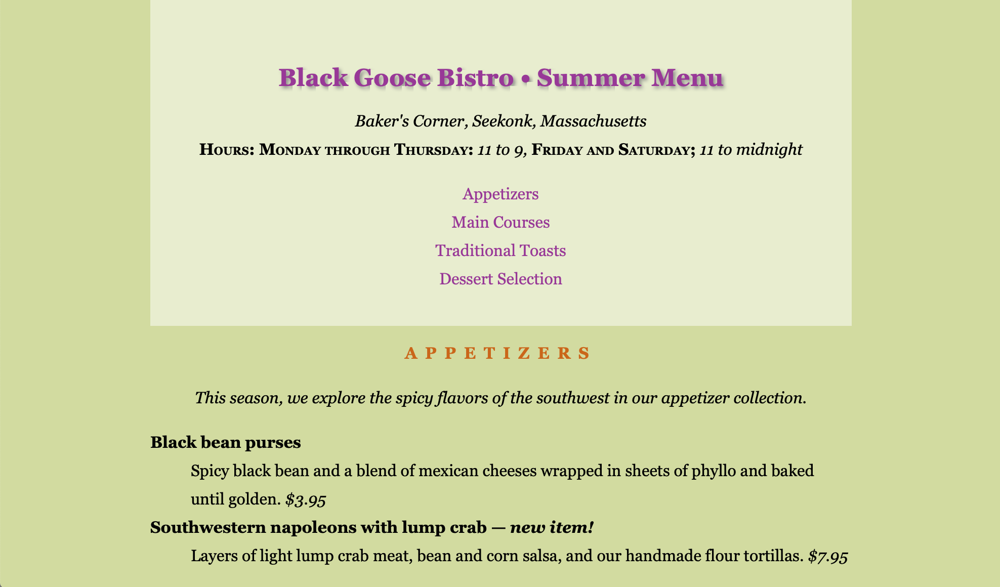 Black Goose Bistro • Summer Menu
Baker's Corner, Seekonk, Massachusetts
Hours: Monday through Thursday: 11 to 9, Friday and Saturday; 11 to midnight
Appetizers
Main Courses
Traditional Toasts
Dessert Selection
APPETIZERS
This season, we explore the spicy flavors of the southwest in our appetizer collection.
Black bean purses
Spicy black bean and a blend of mexican cheeses wrapped in sheets of phyllo and baked
until golden. $3.95
Southwestern napoleons with lump crab — new item!
Layers of light lump crab meat, bean and corn salsa, and our handmade flour tortillas. $7.95